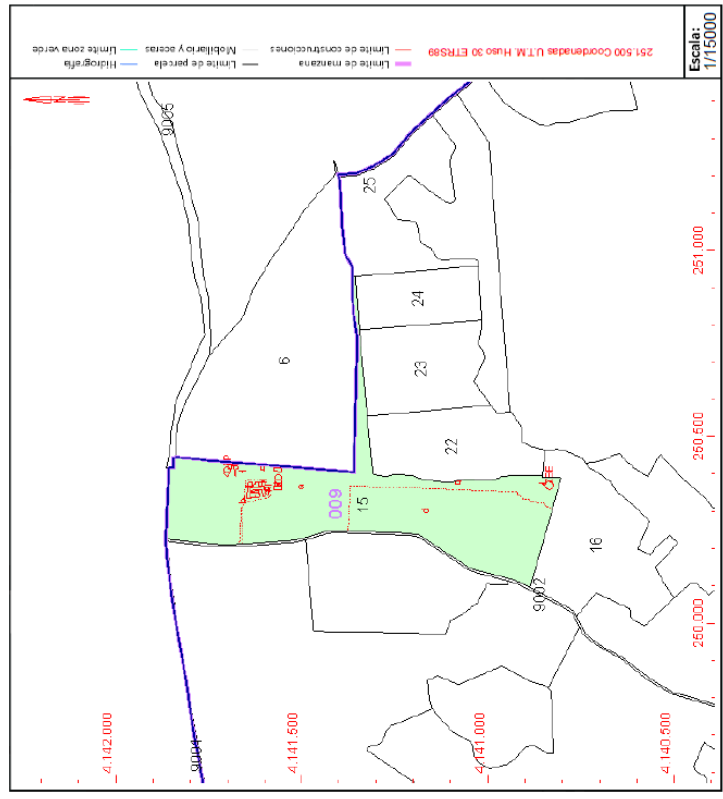 Escala:
1/15000
251.500 Coordenadas U.T.M. Huso 30 ETRS89
Límite de manzana
Límite de construcciones
Límite de parcela
Mobiliario y aceras
Hidrografía
Límite zona verde
9005
25
251.000
24
6
23
22
250.500
009
15
16
9002
250.000
9001
4.142.000
4.141.500
4.141.000
4.140.500